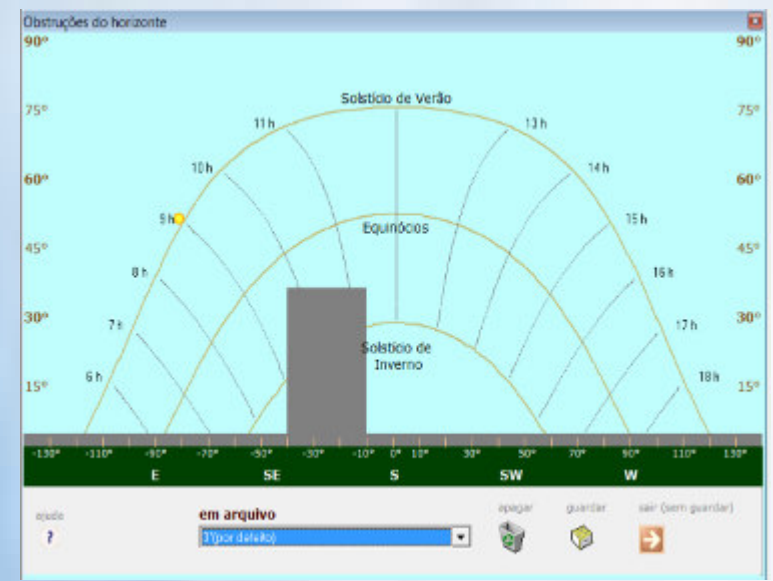 Obstruções do horizonte
90° 90°
Solstício de Verão
75° 75°
11 h 13 h
10 h 14 h
60° 60°
9 h 15 h
Equinócios
45° 45°
8 h 16 h
30° 30°
7 h 17 h
Solstício de
Inverno
6 h 18 h
15° 15°
-130° -110° -90° -70° -50° -30° -10° 0° 10° 30° 50° 70° 90° 110° 130°
E SE S SW W
ajuda em arquivo apagar guardar sair (sem guardar)
? 3°(por defeito)